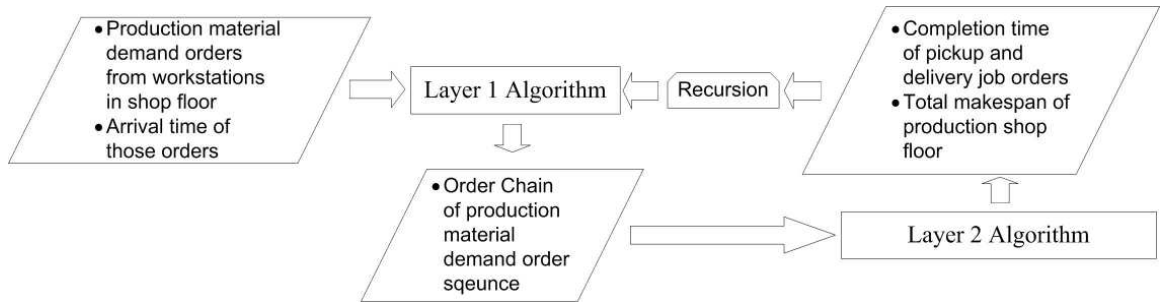 • Production material
demand orders
from workstations
in shop floor
• Arrival time of
those orders
Layer 1 Algorithm
Recursion
• Completion time
of pickup and
delivery job orders
• Total makespan of
production shop
floor
• Order Chain
of production
material
demand order
sqeunce
Layer 2 Algorithm